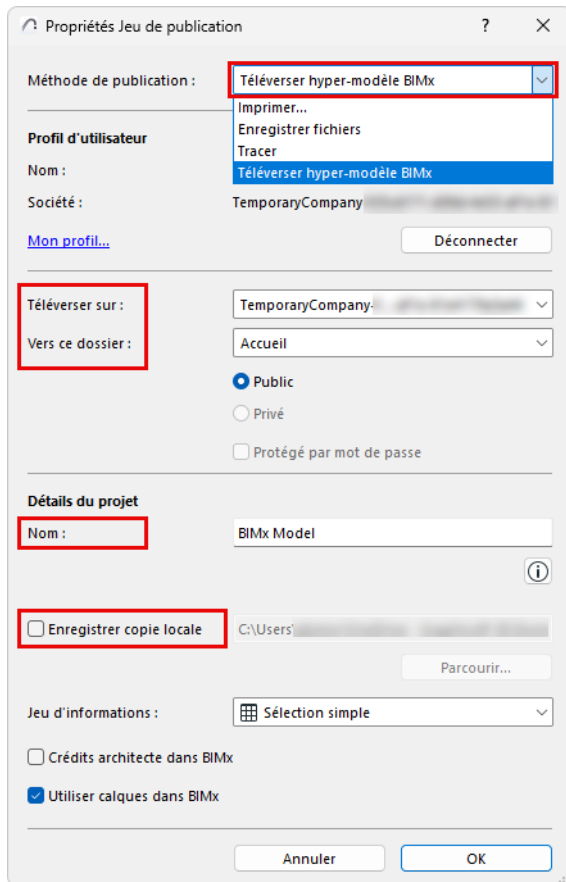 Propriétés Jeu de publication ?
Méthode de publication : Téléverser hyper-modèle BIMx
Imprimer...
Enregistrer fichiers
Tracer
Téléverser hyper-modèle BIMx
Profil d'utilisateur
Nom :
Société : TemporaryCompany
Mon profil... Déconnecter
Téléverser sur : TemporaryCompany-
Vers ce dossier : Accueil
Public
Privé
Protégé par mot de passe
Détails du projet
Nom : BIMx Model
Enregistrer copie locale C:\Users\
Parcourir...
Jeu d'informations : Sélection simple
Crédits architecte dans BIMx
Utiliser calques dans BIMx
Annuler OK